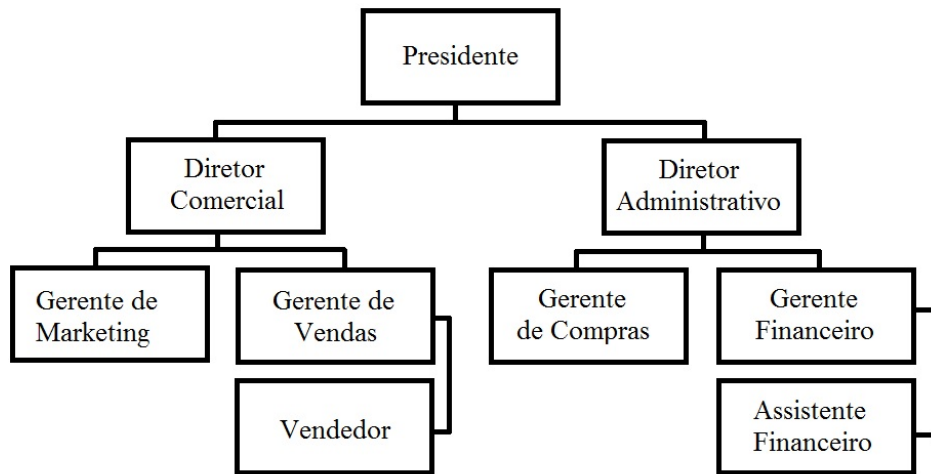 Presidente
Diretor
Comercial
Diretor
Administrativo
Gerente de
Marketing
Gerente de
Vendas
Gerente
de Compras
Gerente
Financeiro
Vendedor
Assistente
Financeiro